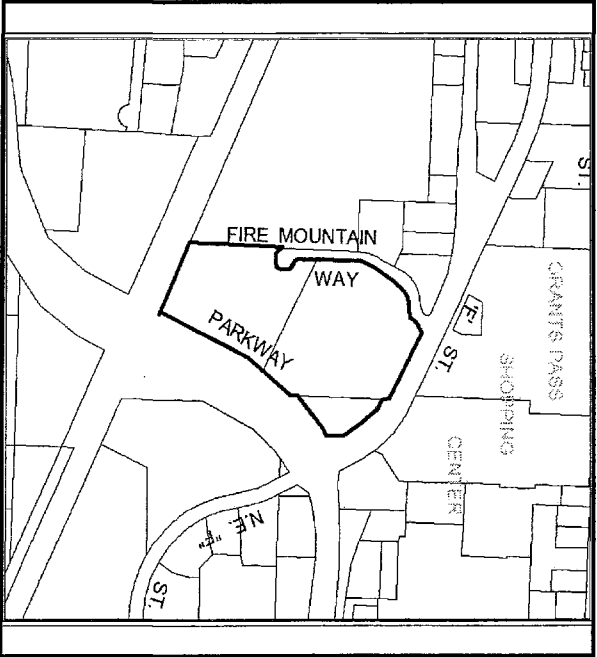 ST.
FIRE MOUNTAIN
WAY
PARKWAY
"F"
ST.
GRANTS PASS
SHOPPING
CENTER
N.E. "F"
ST.